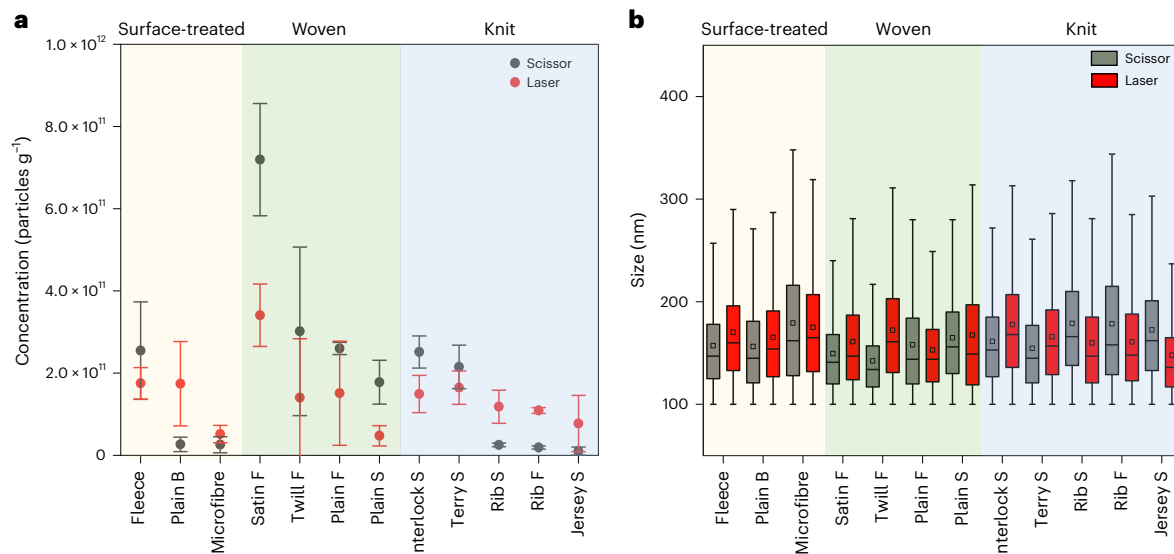 a
Surface-treated Woven Knit
Scissor
Laser
Concentration (particles g⁻¹)
1.0 × 10¹²
8.0 × 10¹¹
6.0 × 10¹¹
4.0 × 10¹¹
2.0 × 10¹¹
0
Fleece
Plain B
Microfibre
Satin F
Twill F
Plain F
Plain S
nterlock S
Terry S
Rib S
Rib F
Jersey S
b
Surface-treated Woven Knit
Scissor
Laser
Size (nm)
400
300
200
100
Fleece
Plain B
Microfibre
Satin F
Twill F
Plain F
Plain S
nterlock S
Terry S
Rib S
Rib F
Jersey S